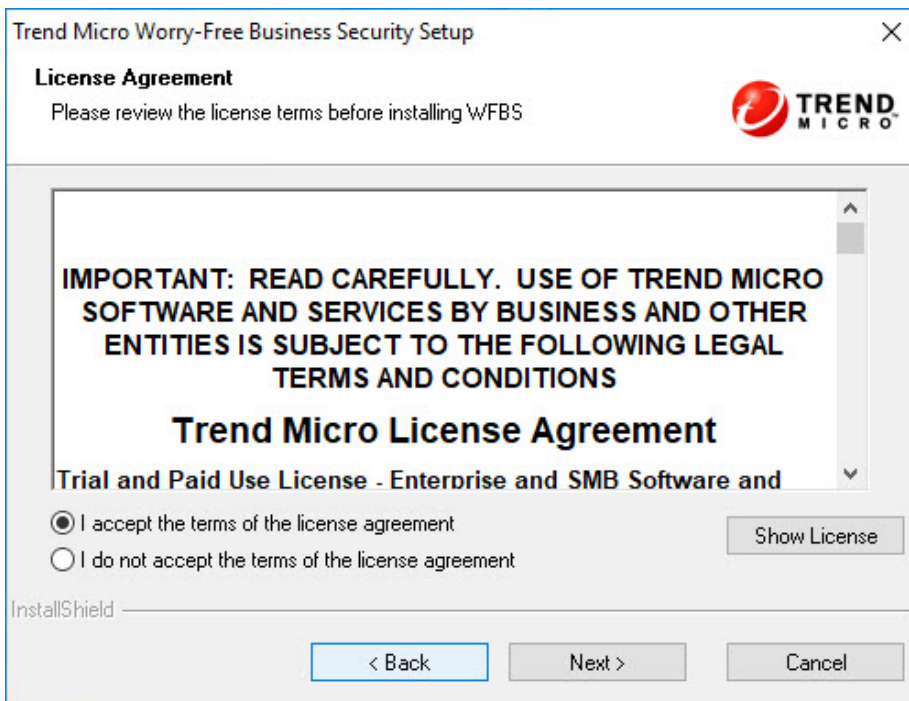 Trend Micro Worry-Free Business Security Setup
License Agreement
Please review the license terms before installing WFBS
TREND
MICRO™
IMPORTANT:  READ CAREFULLY.  USE OF TREND MICRO
SOFTWARE AND SERVICES BY BUSINESS AND OTHER
ENTITIES IS SUBJECT TO THE FOLLOWING LEGAL
TERMS AND CONDITIONS
Trend Micro License Agreement
Trial and Paid Use License - Enterprise and SMB Software and
I accept the terms of the license agreement
Show License
I do not accept the terms of the license agreement
InstallShield
< Back
Next >
Cancel